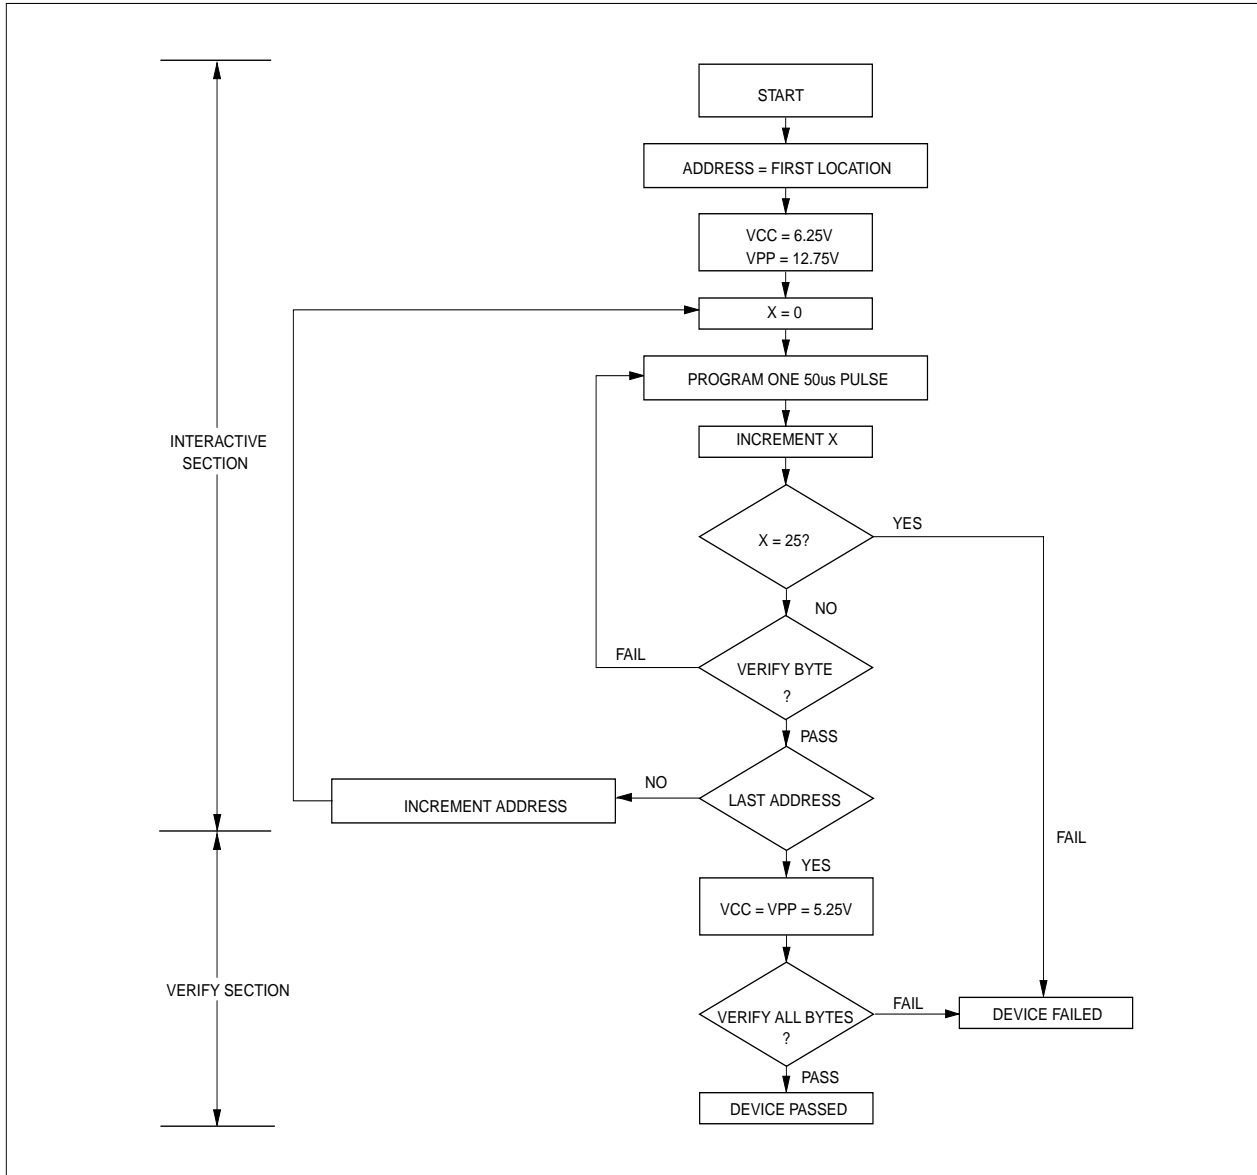 START
ADDRESS = FIRST LOCATION
VCC = 6.25V
VPP = 12.75V
X = 0
PROGRAM ONE 50us PULSE
INTERACTIVE
SECTION
INCREMENT X
X = 25?
YES
NO
FAIL
VERIFY BYTE
?
PASS
NO
INCREMENT ADDRESS
LAST ADDRESS
FAIL
YES
VCC = VPP = 5.25V
VERIFY SECTION
VERIFY ALL BYTES
?
FAIL
DEVICE FAILED
PASS
DEVICE PASSED